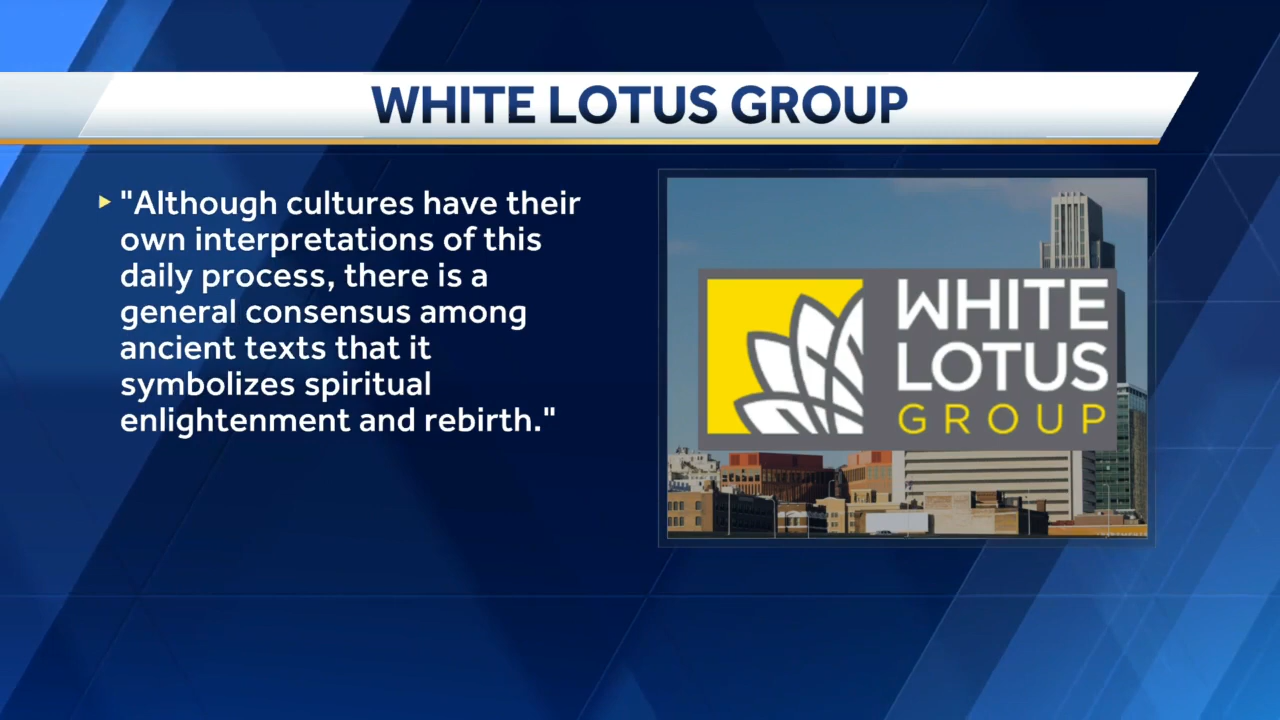 WHITE LOTUS GROUP
"Although cultures have their
own interpretations of this
daily process, there is a
general consensus among
ancient texts that it
symbolizes spiritual
enlightenment and rebirth."
WHITE
LOTUS
GROUP